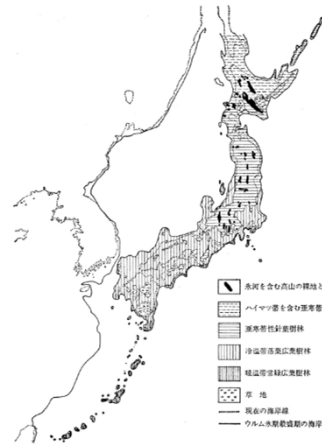 氷河を含む高山の裸地と
ハイマツ帯を含む亜寒帯
亜寒帯性針葉樹林
冷温帯落葉広葉樹林
暖温帯常緑広葉樹林
草地
現在の海岸線
ウルム氷期最盛期の海岸